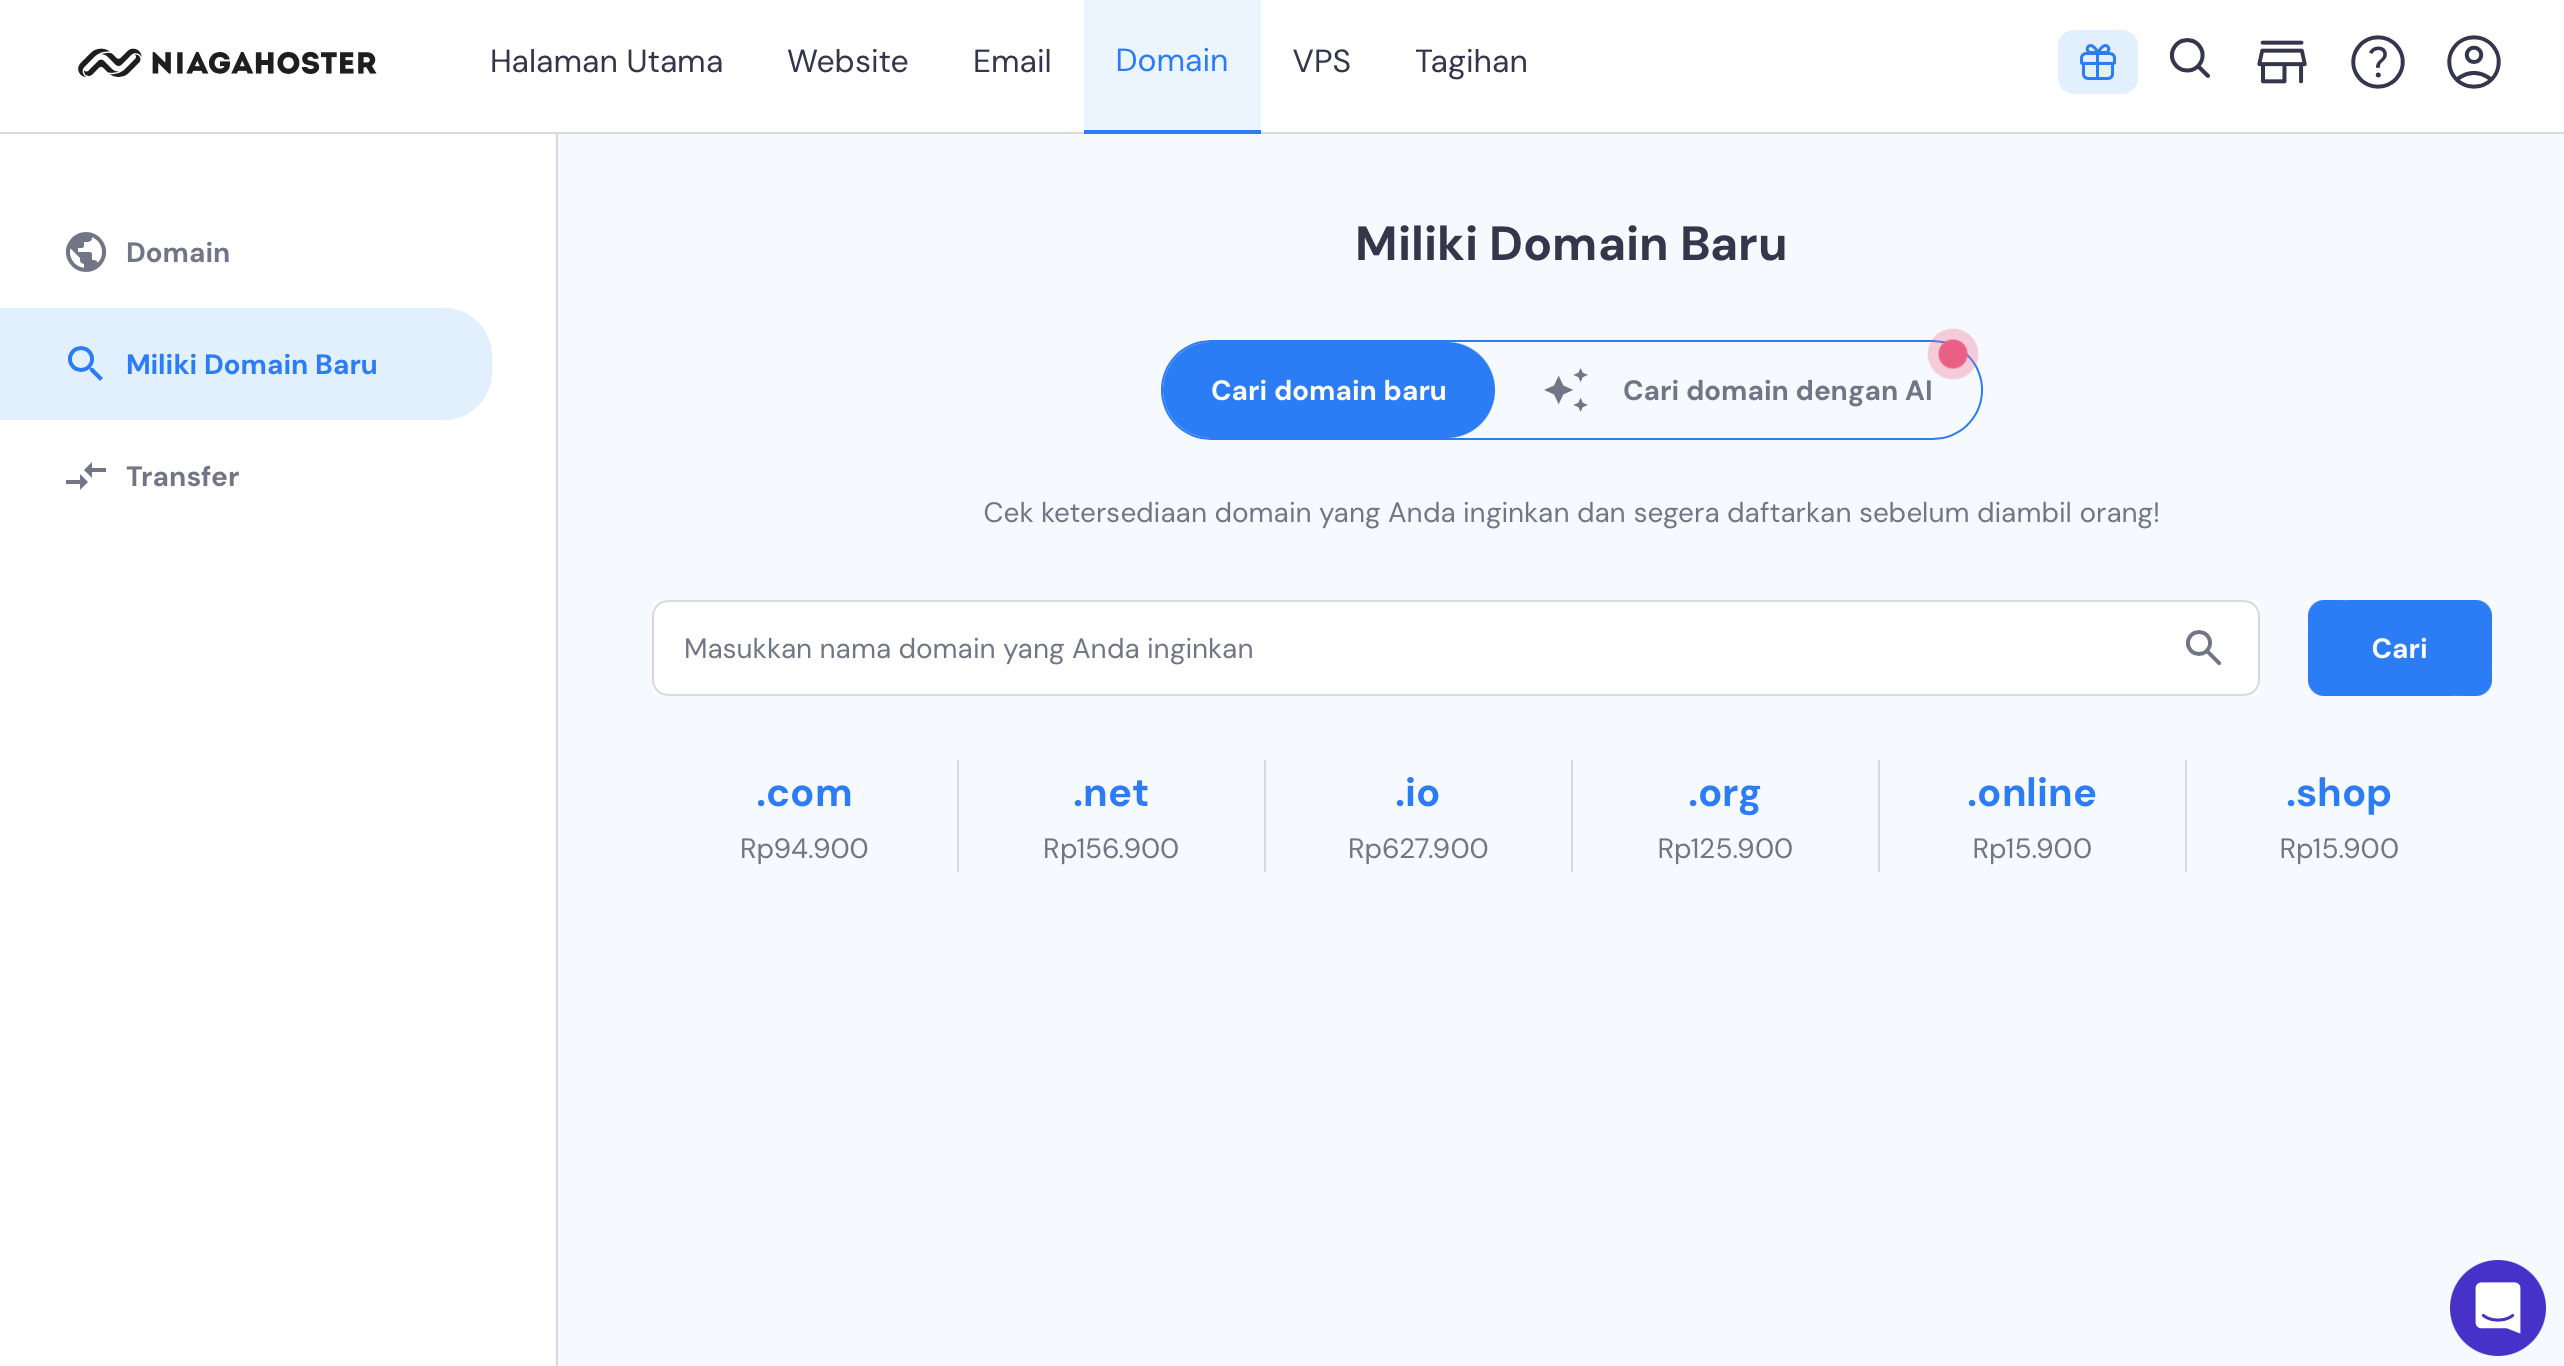 NIAGAHOSTER
Halaman Utama
Website
Email
Domain
VPS
Tagihan
Domain
Miliki Domain Baru
Transfer
Miliki Domain Baru
Cari domain baru
Cari domain dengan AI
Cek ketersediaan domain yang Anda inginkan dan segera daftarkan sebelum diambil orang!
Masukkan nama domain yang Anda inginkan
Cari
.com
Rp94.900
.net
Rp156.900
.io
Rp627.900
.org
Rp125.900
.online
Rp15.900
.shop
Rp15.900